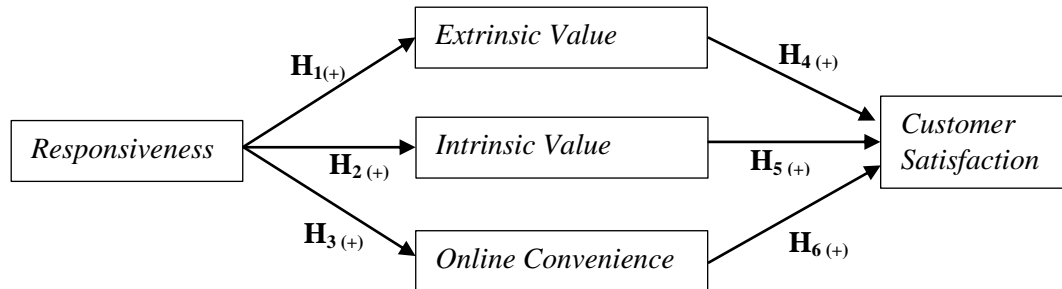 Extrinsic Value
H1(+)
H4 (+)
Responsiveness
H2 (+)
Intrinsic Value
H5 (+)
Customer
Satisfaction
H3 (+)
Online Convenience
H6 (+)